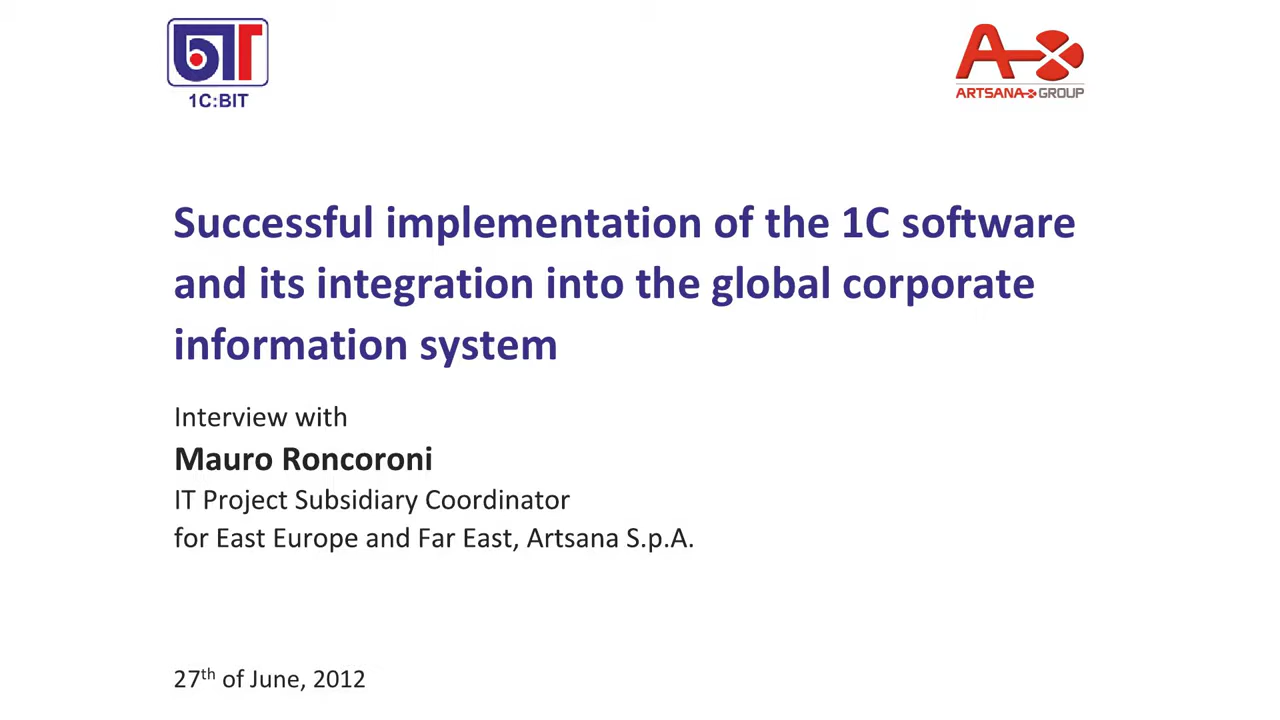 бIT
1C:BIT
A
ARTSANA GROUP
Successful implementation of the 1C software
and its integration into the global corporate
information system
Interview with
Mauro Roncoroni
IT Project Subsidiary Coordinator
for East Europe and Far East, Artsana S.p.A.
27th of June, 2012